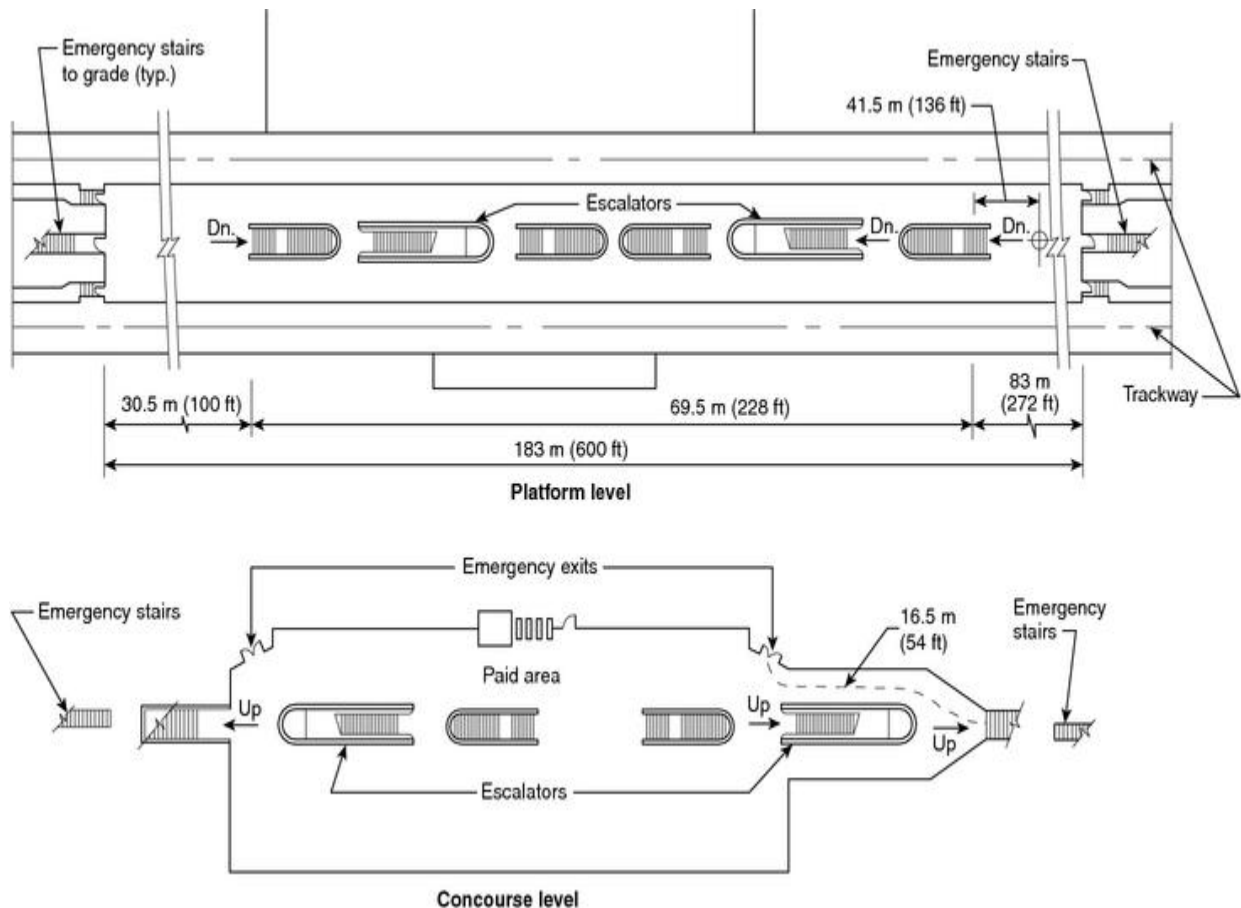 Emergency stairs
to grade (typ.)
Emergency stairs
41.5 m (136 ft)
Escalators
Dn.
Dn.
Dn.
30.5 m (100 ft)
69.5 m (228 ft)
83 m
(272 ft)
Trackway
183 m (600 ft)
Platform level
Emergency exits
Emergency stairs
16.5 m
(54 ft)
Emergency
stairs
Paid area
Up
Up
Up
Escalators
Concourse level